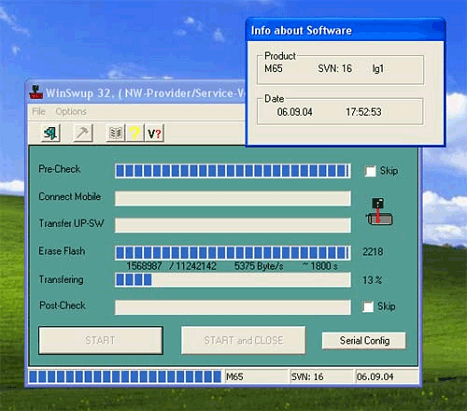 Info about Software
Product
M65 SVN: 16 lg1
Date
06.09.04 17:52:53
WinSwup 32, ( NW-Provider/Service-V
File Options
V?
Pre-Check Skip
Connect Mobile
Transfer UP-SW
Erase Flash 2218
1568987 / 11242142 5375 Byte/s ~ 1800 s
Transfering 13 %
Post-Check Skip
START START and CLOSE Serial Config
M65 SVN: 16 06.09.04